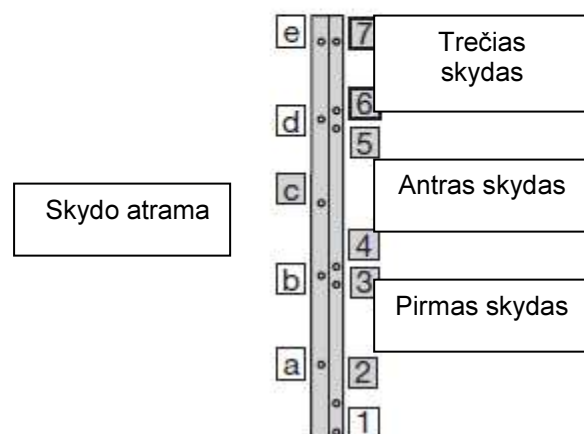 e
7
Trečias
skydas
6
d
5
c
Antras skydas
Skydo atrama
4
b
3
Pirmas skydas
a
2
1